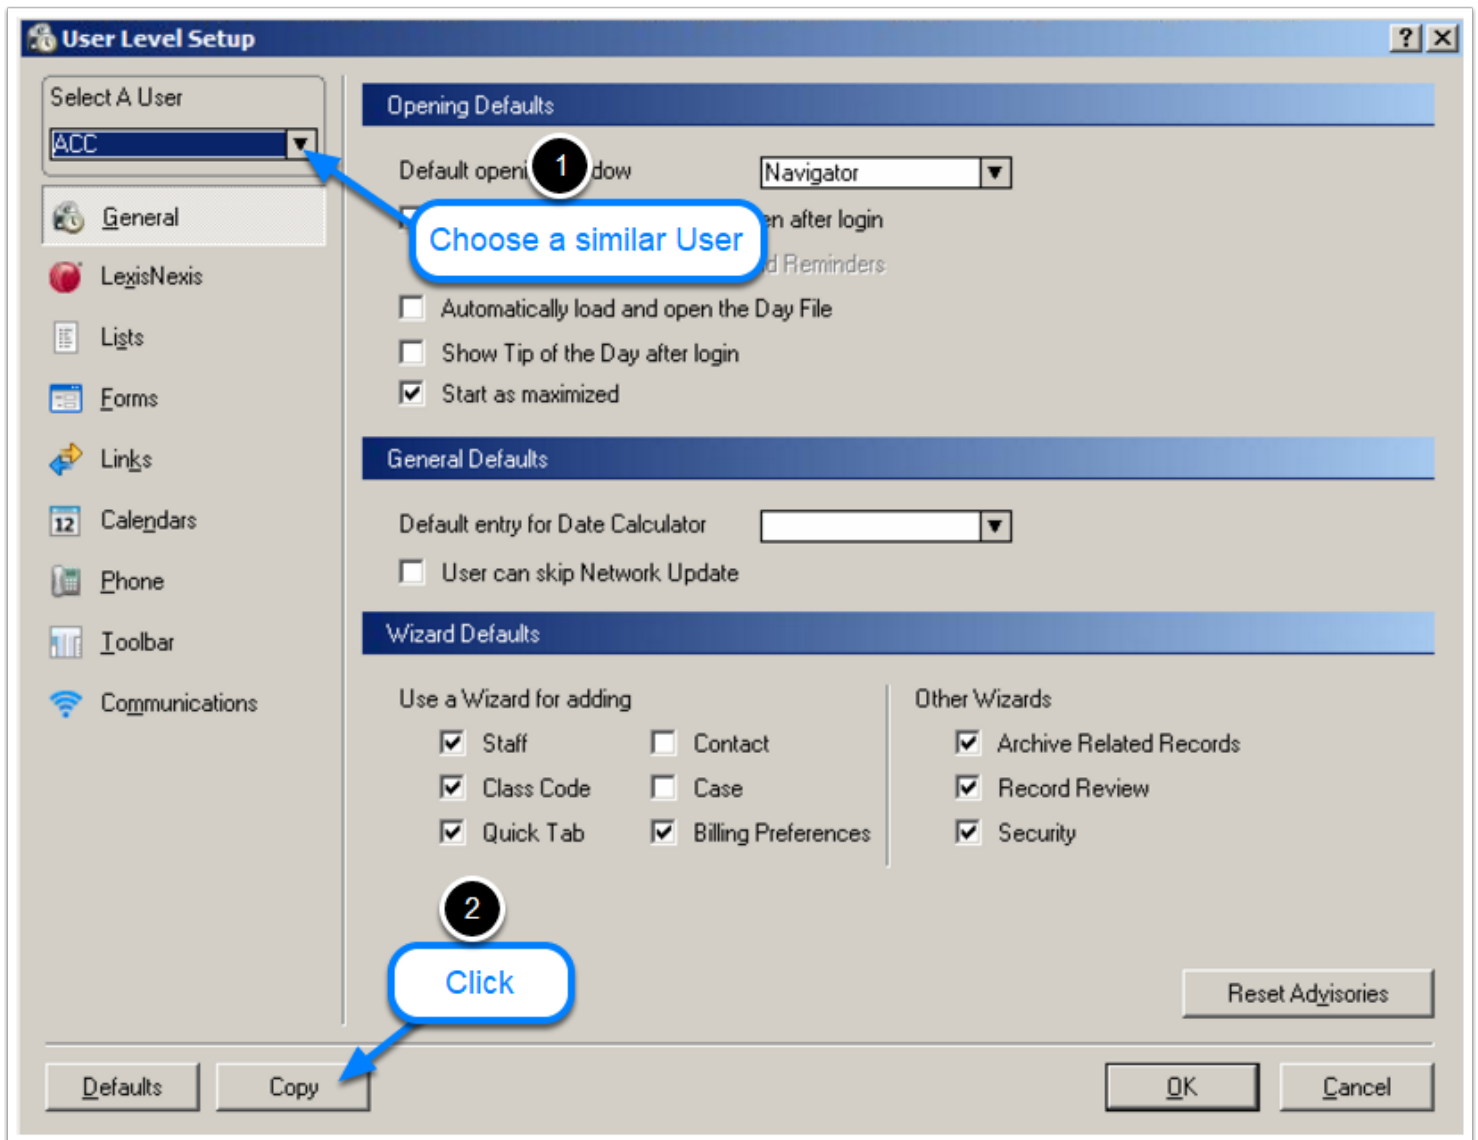 User Level Setup
Select A User
ACC
General
LexisNexis
Lists
Forms
Links
12 Calendars
Phone
Toolbar
Communications
Opening Defaults
Default openi 1 dow Navigator
Choose a similar User
en after login
d Reminders
Automatically load and open the Day File
Show Tip of the Day after login
Start as maximized
General Defaults
Default entry for Date Calculator
User can skip Network Update
Wizard Defaults
Use a Wizard for adding
Staff Contact
Class Code Case
Quick Tab Billing Preferences
Other Wizards
Archive Related Records
Record Review
Security
2
Click
Reset Advisories
Defaults Copy OK Cancel